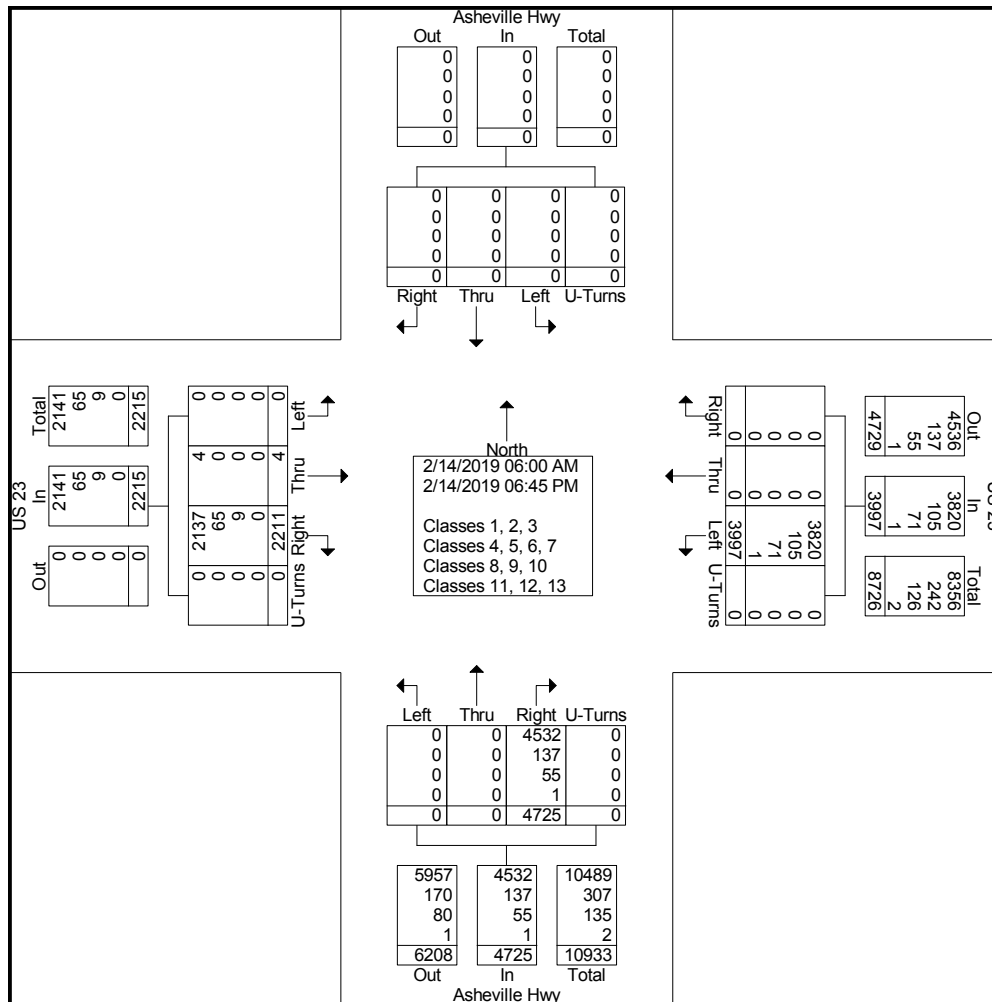 Asheville Hwy
Out In Total
0 0 0
0 0 0
0 0 0
0 0 0
0 0 0
0 0 0 0
0 0 0 0
0 0 0 0
0 0 0 0
0 0 0 0
Right Thru Left U-Turns
US 23
Total
2141
65
9
0
2215
In
2141
65
9
0
2215
Out
0
0
0
0
0
Left
0
0
0
0
0
Thru
4
0
0
0
4
Right
2137
65
9
0
2211
U-Turns
0
0
0
0
0
North
2/14/2019 06:00 AM
2/14/2019 06:45 PM
Classes 1, 2, 3
Classes 4, 5, 6, 7
Classes 8, 9, 10
Classes 11, 12, 13
Right
0
0
0
0
0
Thru
0
0
0
0
0
Left
3820
105
71
1
3997
U-Turns
0
0
0
0
0
Out
4536
137
55
1
4729
In
3820
105
71
1
3997
Total
8356
242
126
2
8726
Left Thru Right U-Turns
0 0 4532 0
0 0 137 0
0 0 55 0
0 0 1 0
0 0 4725 0
5957 4532 10489
170 137 307
80 55 135
1 1 2
6208 4725 10933
Out In Total
Asheville Hwy